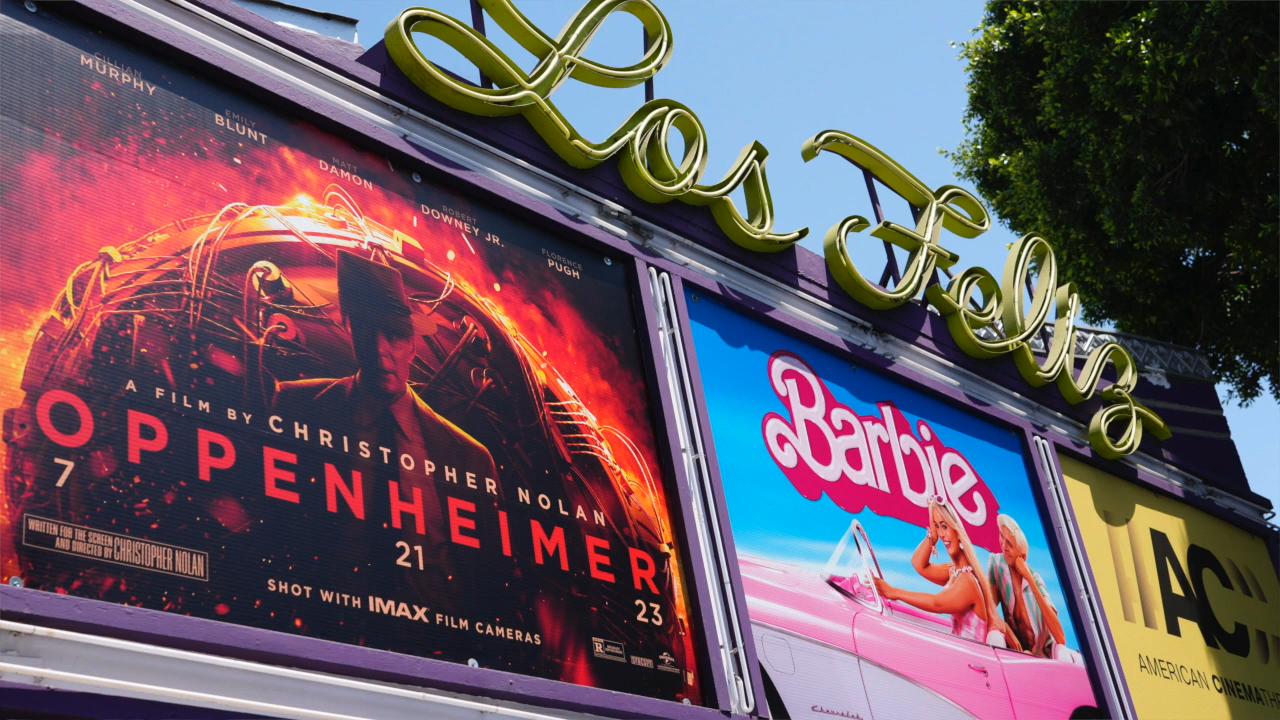 Los Feliz
CILLIAN
MURPHY
EMILY
BLUNT
MATT
DAMON
ROBERT
DOWNEY JR.
FLORENCE
PUGH
A FILM BY CHRISTOPHER NOLAN
OPPENHEIMER
7
21
23
WRITTEN FOR THE SCREEN
AND DIRECTED BY CHRISTOPHER NOLAN
SHOT WITH IMAX FILM CAMERAS
R
Barbie
Chevrolet
AC
AMERICAN CINEMATH